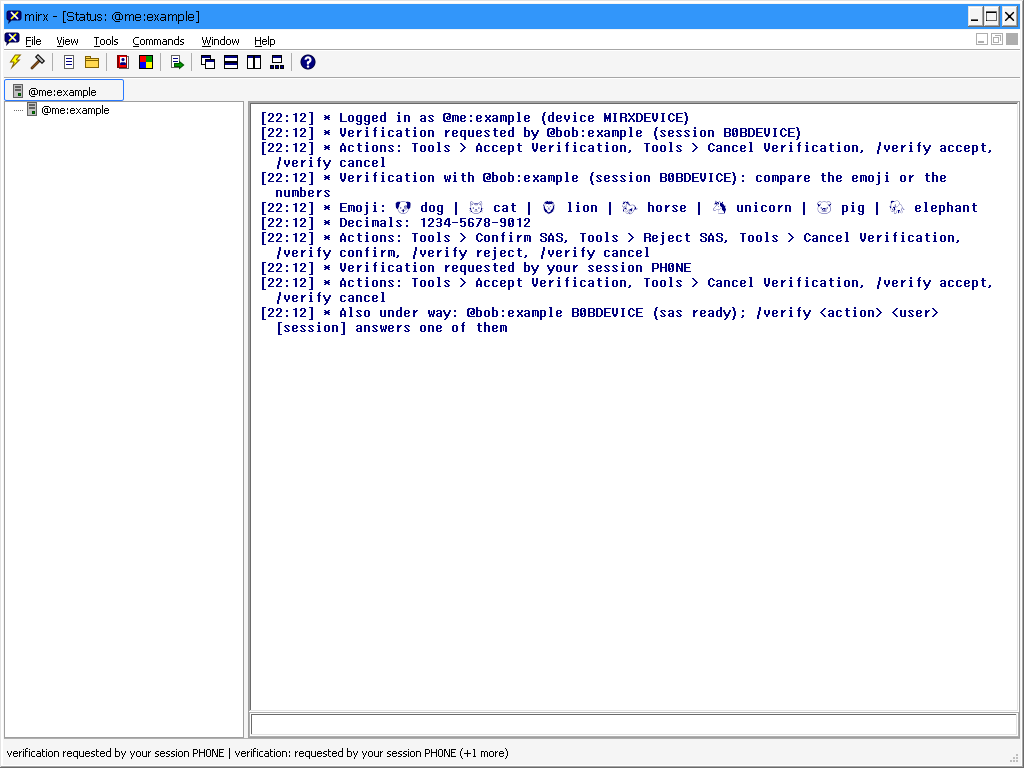 mirx - [Status: @me:example]
File View Tools Commands Window Help
@me:example
@me:example
[22:12] * Logged in as @me:example (device MIRXDEVICE)
[22:12] * Verification requested by @bob:example (session B0BDEVICE)
[22:12] * Actions: Tools > Accept Verification, Tools > Cancel Verification, /verify accept,
/verify cancel
[22:12] * Verification with @bob:example (session B0BDEVICE): compare the emoji or the
numbers
[22:12] * Emoji: 🐶 dog | 🐱 cat | 🦁 lion | 🐎 horse | 🦄 unicorn | 🐷 pig | 🐘 elephant
[22:12] * Decimals: 1234-5678-9012
[22:12] * Actions: Tools > Confirm SAS, Tools > Reject SAS, Tools > Cancel Verification,
/verify confirm, /verify reject, /verify cancel
[22:12] * Verification requested by your session PH0NE
[22:12] * Actions: Tools > Accept Verification, Tools > Cancel Verification, /verify accept,
/verify cancel
[22:12] * Also under way: @bob:example B0BDEVICE (sas ready); /verify <action> <user>
[session] answers one of them
verification requested by your session PH0NE | verification: requested by your session PH0NE (+1 more)